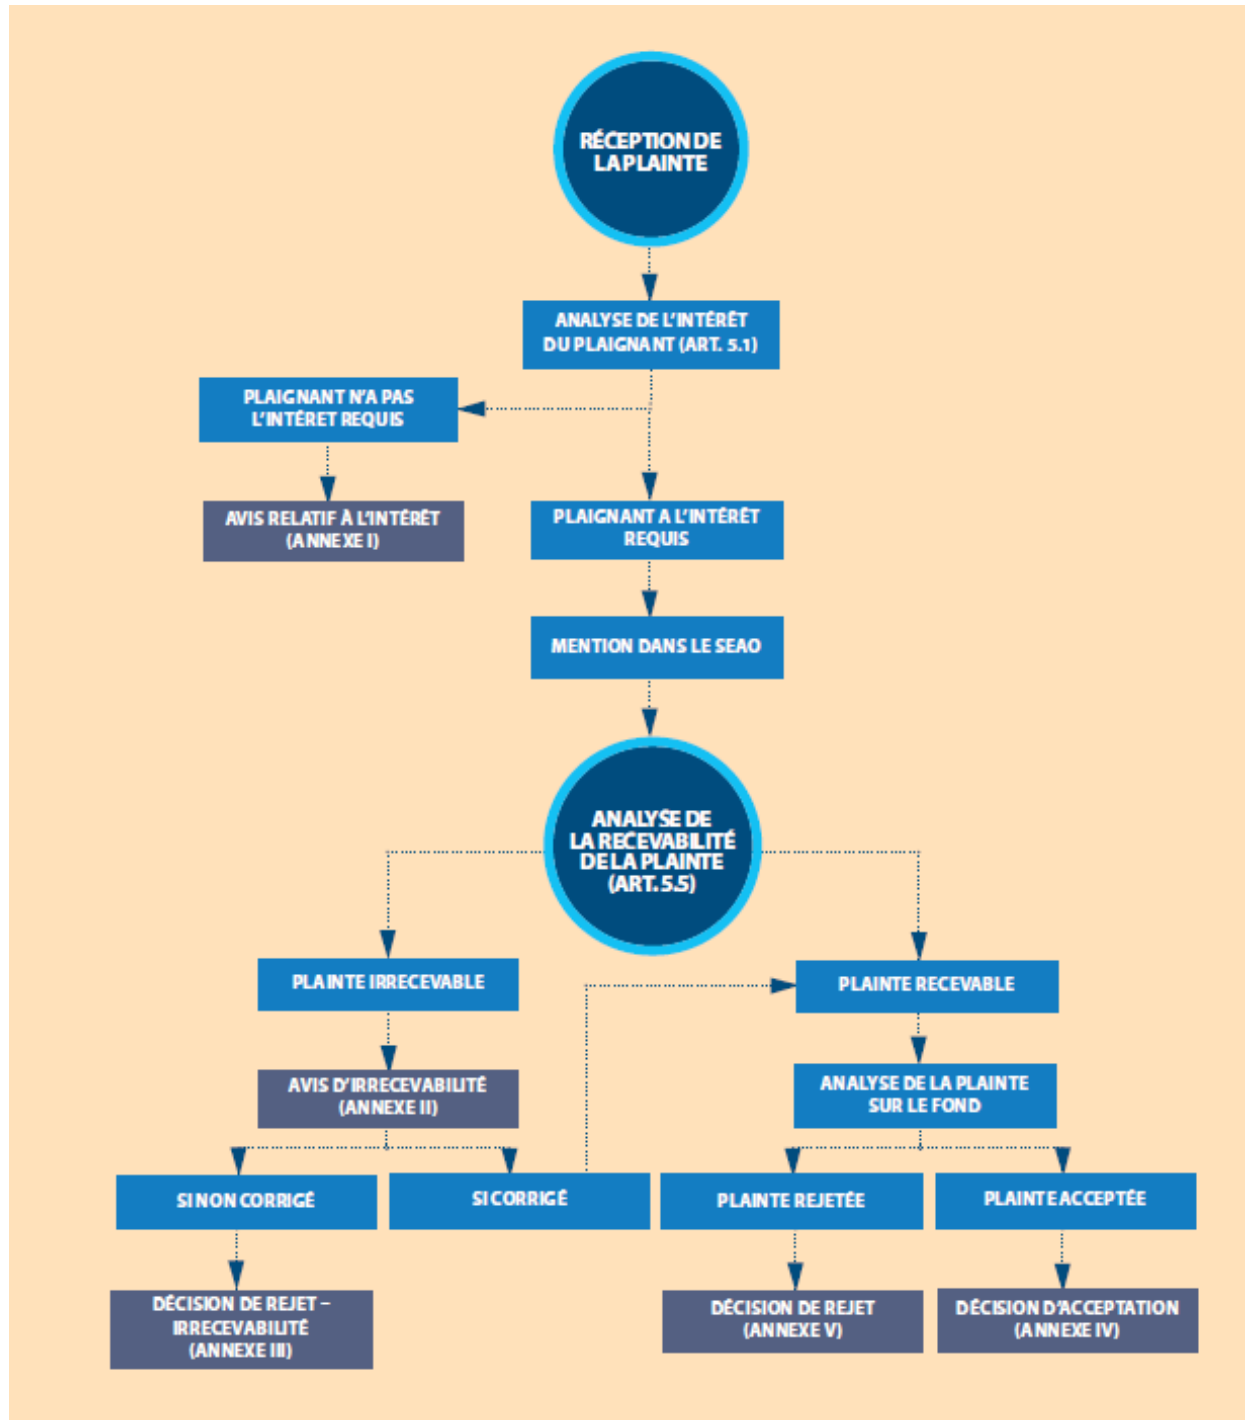 RÉCEPTION DE
LA PLAINTE
ANALYSE DE L'INTÉRÊT
DU PLAIGNANT (ART. 5.1)
PLAIGNANT N'A PAS
L'INTÉRET REQUIS
AVIS RELATIF À L'INTÉRÊT
(ANNEXE I)
PLAIGNANT A L'INTÉRÊT
REQUIS
MENTION DANS LE SEAO
ANALYSE DE
LA RECEVABILITÉ
DE LA PLAINTE
(ART. 5.5)
PLAINTE IRRECEVABLE
PLAINTE RECEVABLE
AVIS D'IRRECEVABILITÉ
(ANNEXE II)
ANALYSE DE LA PLAINTE
SUR LE FOND
SI NON CORRIGÉ
SI CORRIGÉ
PLAINTE REJETÉE
PLAINTE ACCEPTÉE
DÉCISION DE REJET –
IRRECEVABILITÉ
(ANNEXE III)
DÉCISION DE REJET
(ANNEXE V)
DÉCISION D'ACCEPTATION
(ANNEXE IV)